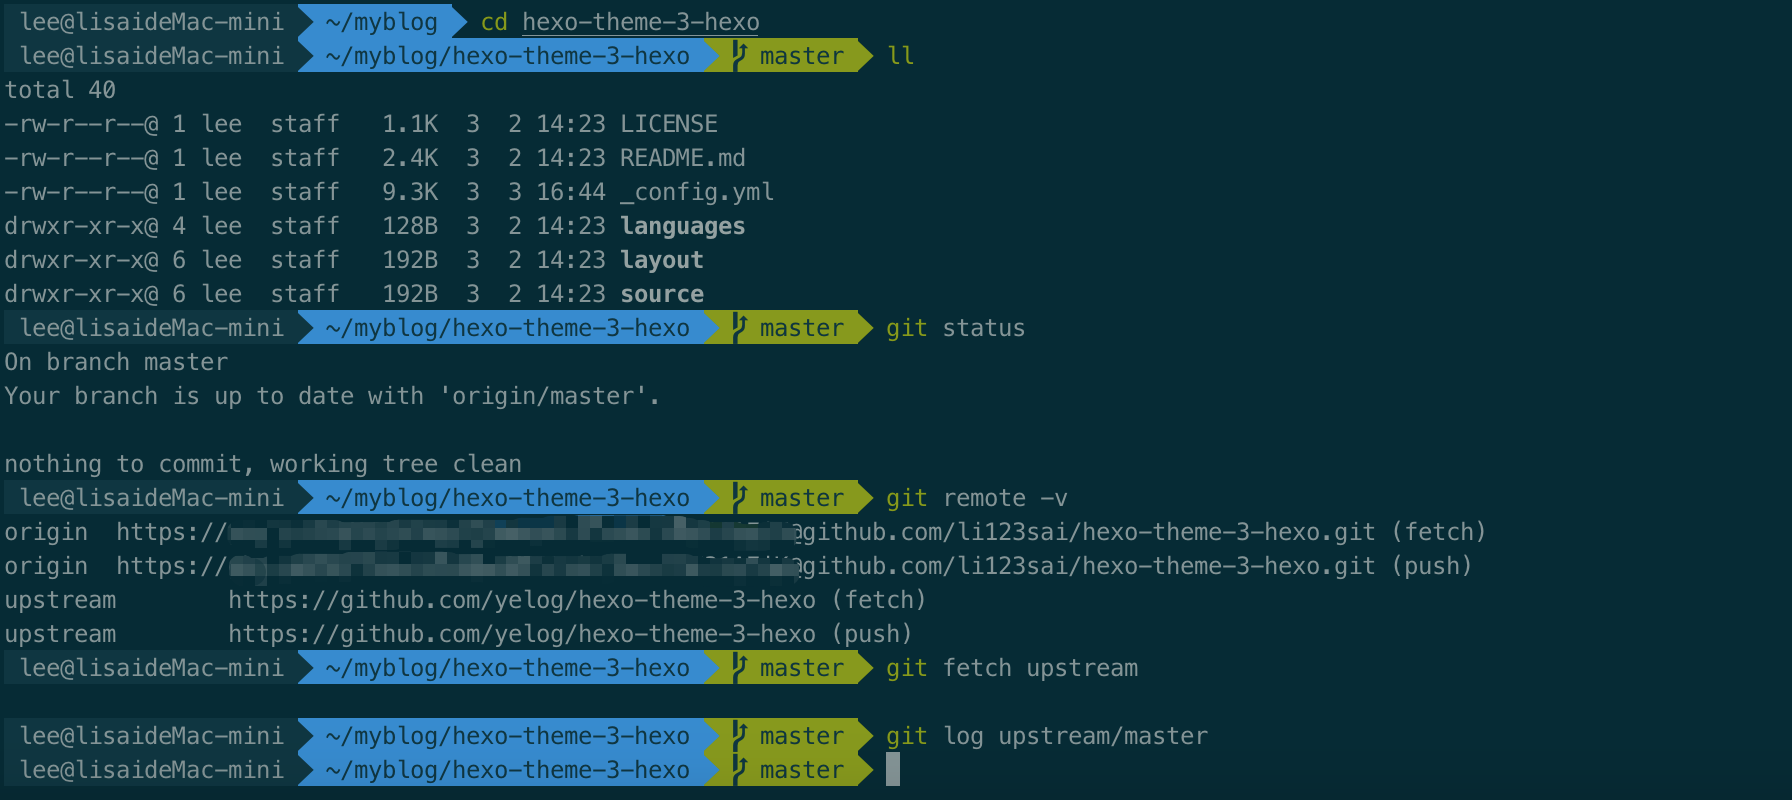 lee@lisaideMac-mini ~/myblog cd hexo-theme-3-hexo
lee@lisaideMac-mini ~/myblog/hexo-theme-3-hexo master ll
total 40
-rw-r--r--@ 1 lee  staff   1.1K  3  2 14:23 LICENSE
-rw-r--r--@ 1 lee  staff   2.4K  3  2 14:23 README.md
-rw-r--r--@ 1 lee  staff   9.3K  3  3 16:44 _config.yml
drwxr-xr-x@ 4 lee  staff   128B  3  2 14:23 languages
drwxr-xr-x@ 6 lee  staff   192B  3  2 14:23 layout
drwxr-xr-x@ 6 lee  staff   192B  3  2 14:23 source
lee@lisaideMac-mini ~/myblog/hexo-theme-3-hexo master git status
On branch master
Your branch is up to date with 'origin/master'.
nothing to commit, working tree clean
lee@lisaideMac-mini ~/myblog/hexo-theme-3-hexo master git remote -v
origin  https://@github.com/li123sai/hexo-theme-3-hexo.git (fetch)
origin  https://@github.com/li123sai/hexo-theme-3-hexo.git (push)
upstream        https://github.com/yelog/hexo-theme-3-hexo (fetch)
upstream        https://github.com/yelog/hexo-theme-3-hexo (push)
lee@lisaideMac-mini ~/myblog/hexo-theme-3-hexo master git fetch upstream
lee@lisaideMac-mini ~/myblog/hexo-theme-3-hexo master git log upstream/master
lee@lisaideMac-mini ~/myblog/hexo-theme-3-hexo master